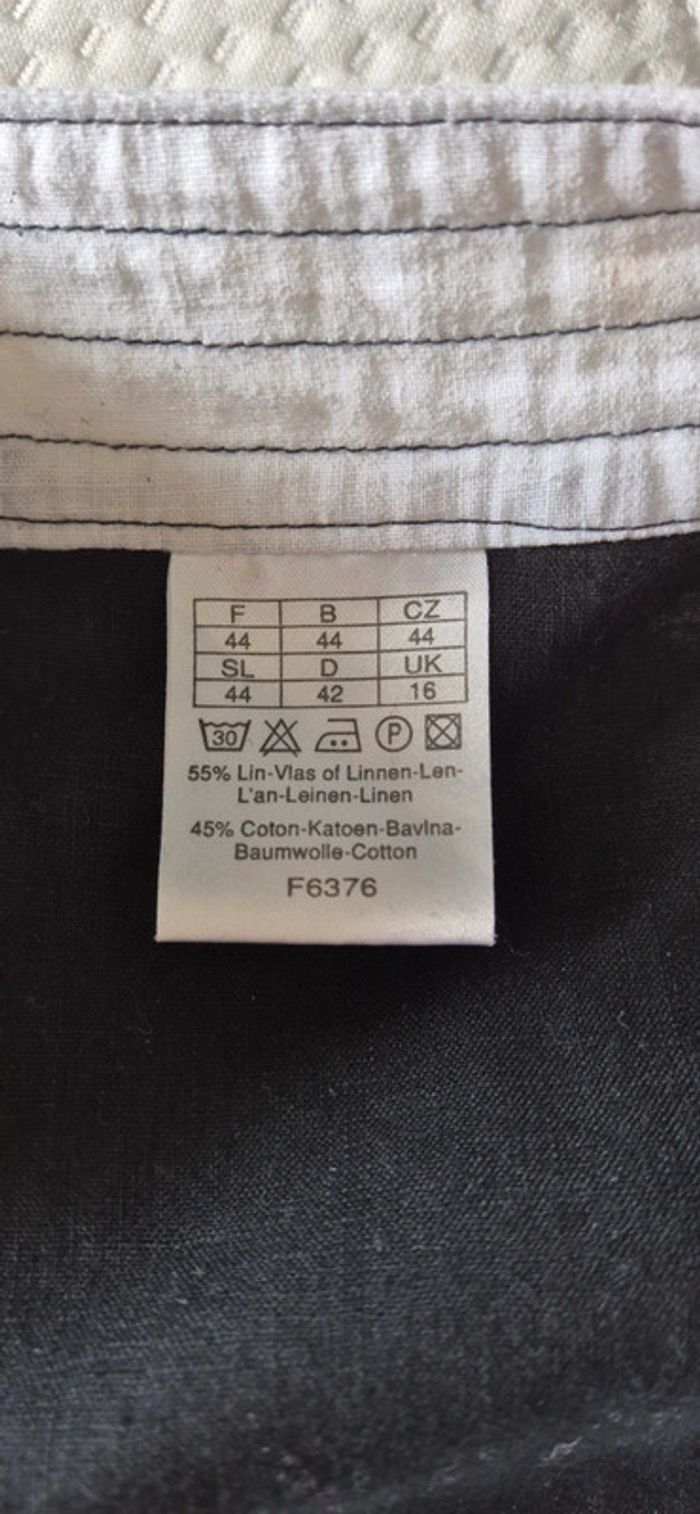 F B CZ
44 44 44
SL D UK
44 42 16
30 P
55% Lin-Vlas of Linnen-Len-
L'an-Leinen-Linen
45% Coton-Katoen-Bavlna-
Baumwolle-Cotton
F6376